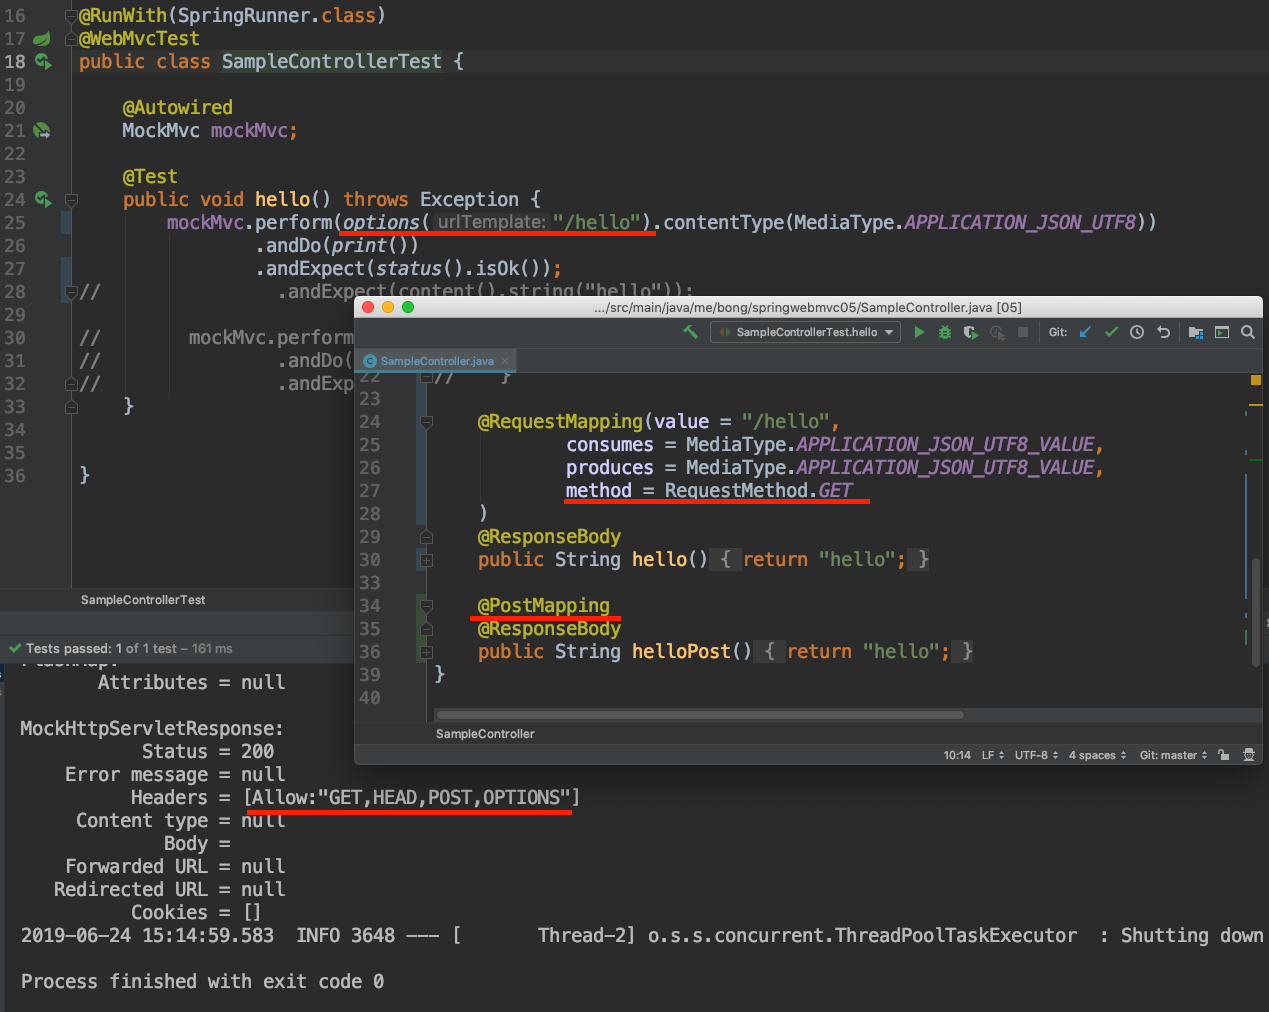 16 @RunWith(SpringRunner.class)
17 @WebMvcTest
18 public class SampleControllerTest {
19
20 @Autowired
21 MockMvc mockMvc;
22
23 @Test
24 public void hello() throws Exception {
25 mockMvc.perform(options( urlTemplate: "/hello").contentType(MediaType.APPLICATION_JSON_UTF8))
26 .andDo(print())
27 .andExpect(status().isOk());
28 // .andExpect(content().string("hello"));
29
30 // mockMvc.perform
31 // .andDo(
32 // .andExp
33 }
34
35
36 }
SampleControllerTest
Tests passed: 1 of 1 test – 161 ms
Attributes = null
MockHttpServletResponse:
Status = 200
Error message = null
Headers = [Allow:"GET,HEAD,POST,OPTIONS"]
Content type = null
Body =
Forwarded URL = null
Redirected URL = null
Cookies = []
2019-06-24 15:14:59.583 INFO 3648 --- [ Thread-2] o.s.s.concurrent.ThreadPoolTaskExecutor : Shutting down
Process finished with exit code 0
.../src/main/java/me/bong/springwebmvc05/SampleController.java [05]
SampleControllerTest.hello Git:
SampleController.java
22 // }
23
24 @RequestMapping(value = "/hello",
25 consumes = MediaType.APPLICATION_JSON_UTF8_VALUE,
26 produces = MediaType.APPLICATION_JSON_UTF8_VALUE,
27 method = RequestMethod.GET
28 )
29 @ResponseBody
30 public String hello() { return "hello"; }
33
34 @PostMapping
35 @ResponseBody
36 public String helloPost() { return "hello"; }
39 }
40
SampleController
10:14 LF UTF-8 4 spaces Git: master